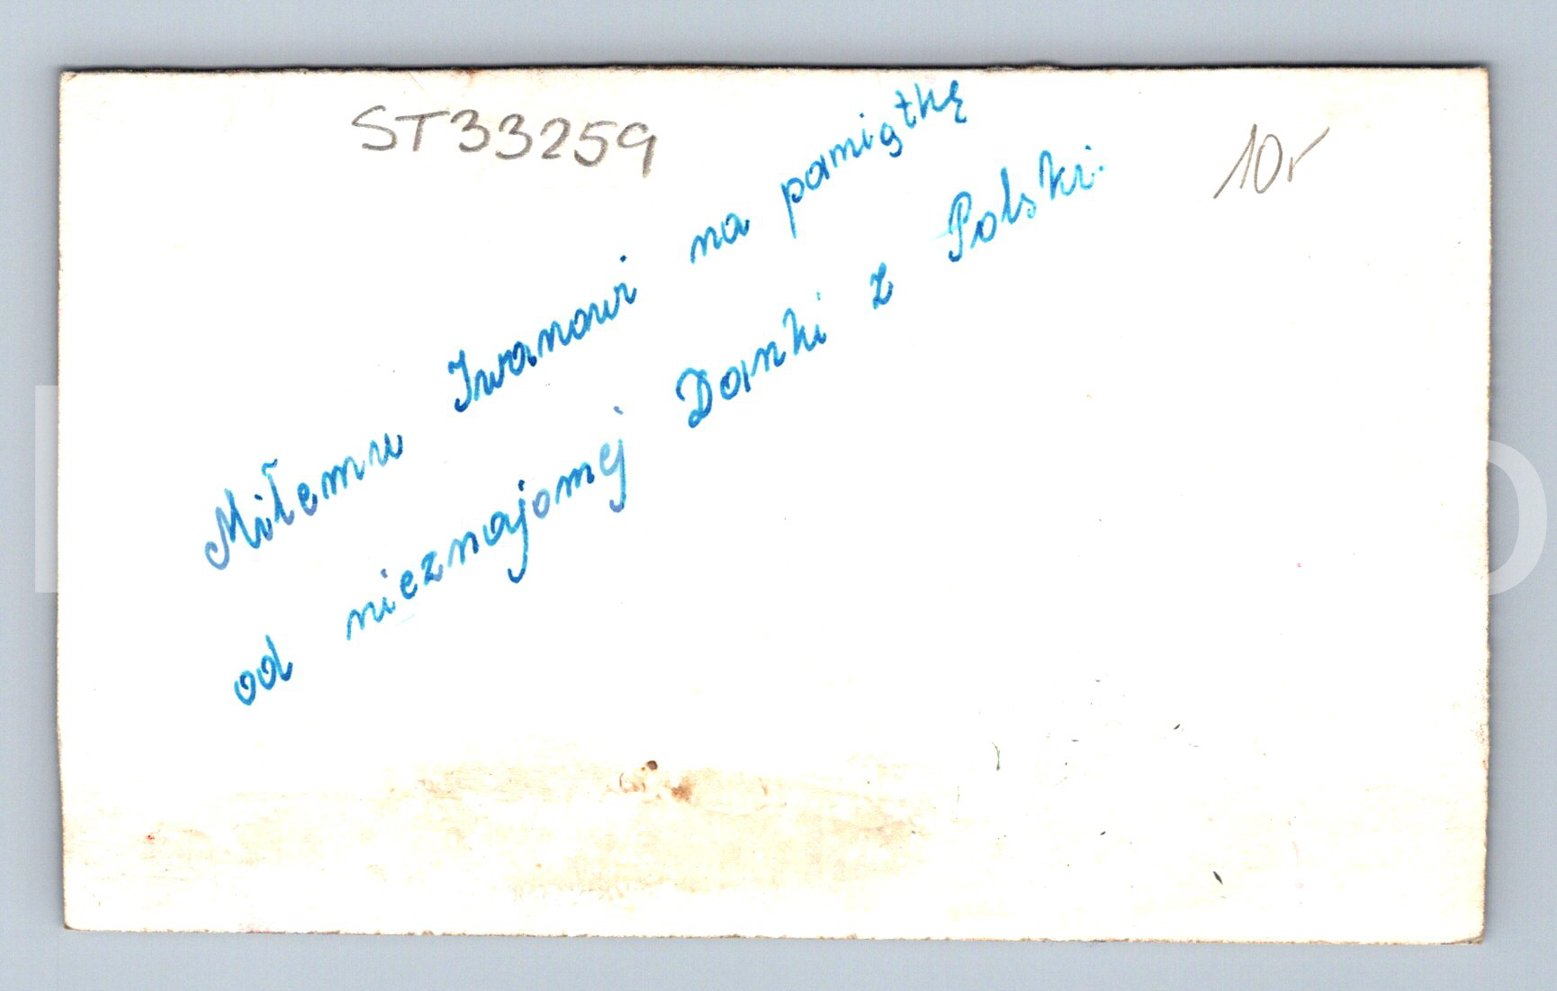 ST33259
10r
Miłemu Iwanowi na pamiątkę
od nieznajomej Danki z Polski.